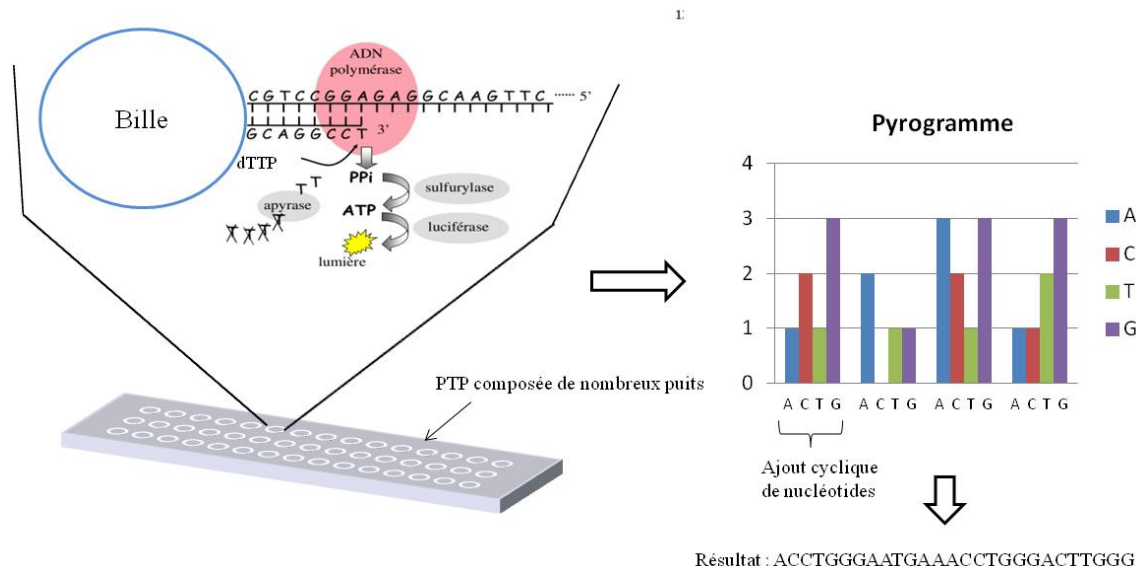 1:
ADN
polymérase
CGTCCGGAGAGGCAAGTTC ...... 5'
Bille
GCAGGCCT 3'
dTTP
PPi
T T
sulfurylase
apyrase
ATP
luciférase
lumière
PTP composée de nombreux puits
Pyrogramme
4
3
2
1
0
A
C
T
G
A C T G A C T G A C T G A C T G
Ajout cyclique
de nucléotides
Résultat : ACCTGGGAATGAAACCTGGGACTTGGG